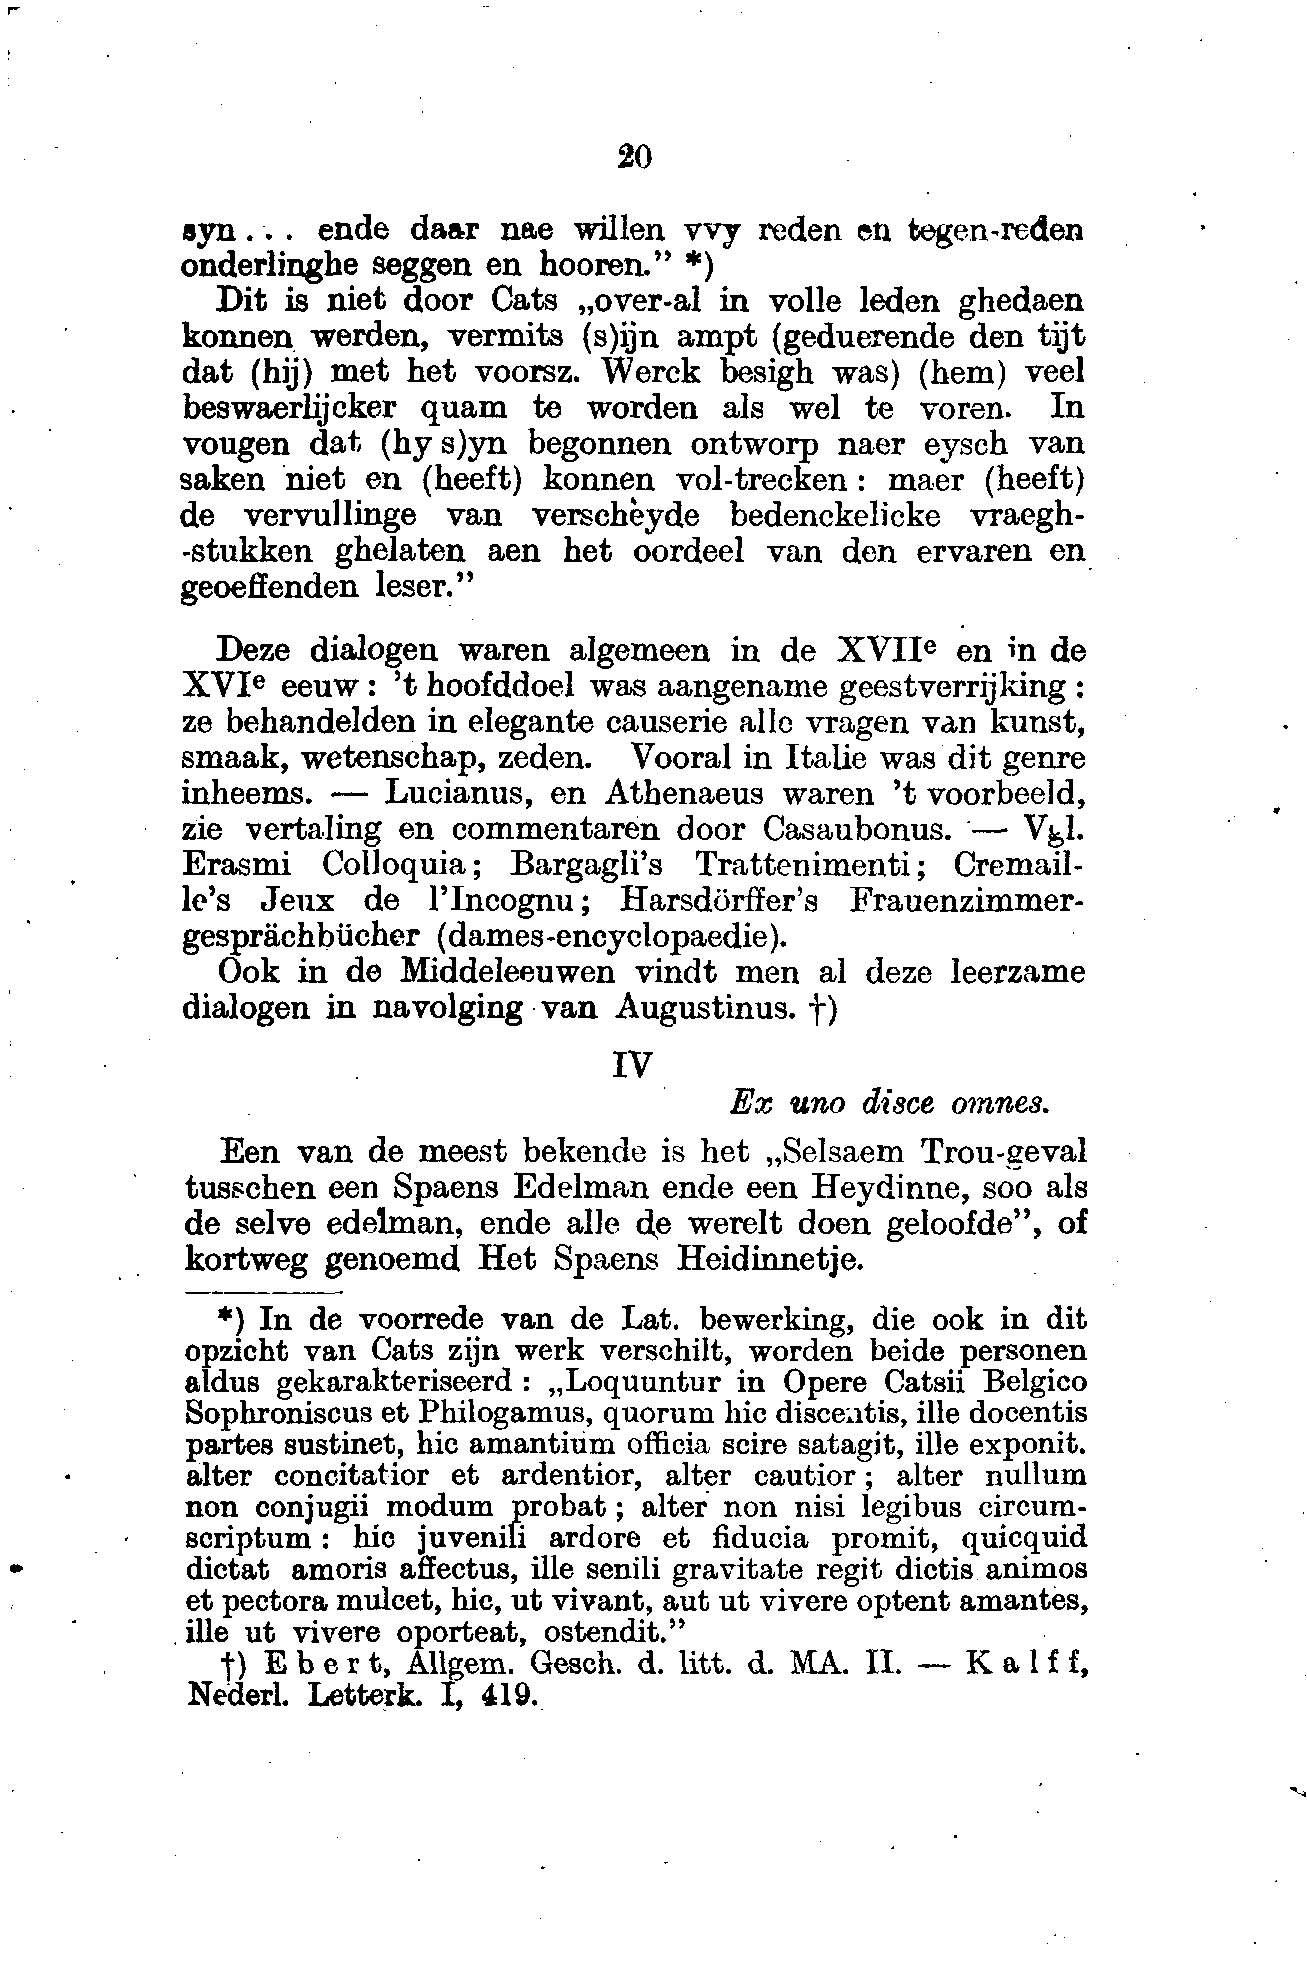 20
syn... ende daar nae willen vvy reden en tegen-reden
onderlinghe seggen en hooren.” *)
Dit is niet door Cats „over-al in volle leden ghedaen
konnen werden, vermits (s)ijn ampt (geduerende den tijt
dat (hij) met het voorsz. Werck besigh was) (hem) veel
beswaerlijcker quam te worden als wel te voren. In
vougen dat (hy s)yn begonnen ontworp naer eysch van
saken niet en (heeft) konnen vol-trecken : maer (heeft)
de vervullinge van verscheyde bedenckelicke vraegh-
-stukken ghelaten aen het oordeel van den ervaren en
geoeffenden leser.”
Deze dialogen waren algemeen in de XVIIe en in de
XVIe eeuw : ’t hoofddoel was aangename geestverrijking :
ze behandelden in elegante causerie alle vragen van kunst,
smaak, wetenschap, zeden. Vooral in Italie was dit genre
inheems. — Lucianus, en Athenaeus waren ’t voorbeeld,
zie vertaling en commentaren door Casaubonus. — Vgl.
Erasmi Colloquia; Bargagli’s Trattenimenti; Cremail-
le’s Jeux de l’Incognu; Harsdörffer’s Frauenzimmer-
gesprächbücher (dames-encyclopaedie).
Ook in de Middeleeuwen vindt men al deze leerzame
dialogen in navolging van Augustinus. †)
IV
Ex uno disce omnes.
Een van de meest bekende is het „Selsaem Trou-geval
tusschen een Spaens Edelman ende een Heydinne, soo als
de selve edelman, ende alle de werelt doen geloofde”, of
kortweg genoemd Het Spaens Heidinnetje.
*) In de voorrede van de Lat. bewerking, die ook in dit
opzicht van Cats zijn werk verschilt, worden beide personen
aldus gekarakteriseerd : „Loquuntur in Opere Catsii Belgico
Sophroniscus et Philogamus, quorum hic discentis, ille docentis
partes sustinet, hic amantium officia scire satagit, ille exponit.
alter concitatior et ardentior, alter cautior; alter nullum
non conjugii modum probat; alter non nisi legibus circum-
scriptum : hic juvenili ardore et fiducia promit, quicquid
dictat amoris affectus, ille senili gravitate regit dictis animos
et pectora mulcet, hic, ut vivant, aut ut vivere optent amantes,
ille ut vivere oporteat, ostendit.”
†) Ebert, Allgem. Gesch. d. litt. d. MA. II. — Kalff,
Nederl. Letterk. I, 419.